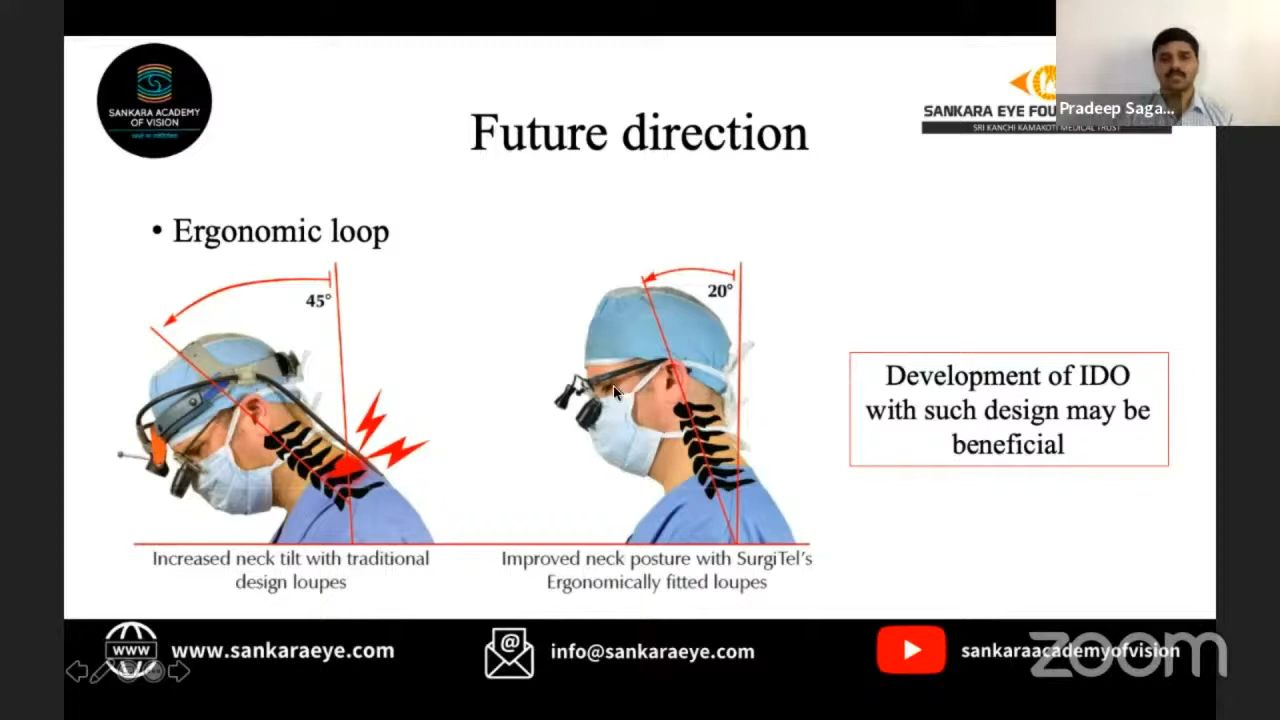 SANKARA ACADEMY
OF VISION
Future direction
SANKARA EYE
SRI KANCHI KAMAKOTI MEDICAL TRUST
Pradeep Saga...
• Ergonomic loop
45°
20°
Development of IDO
with such design may be
beneficial
Increased neck tilt with traditional
design loupes
Improved neck posture with SurgiTel's
Ergonomically fitted loupes
www
www.sankaraeye.com
@
info@sankaraeye.com
sankaraacademyofvision
zoom